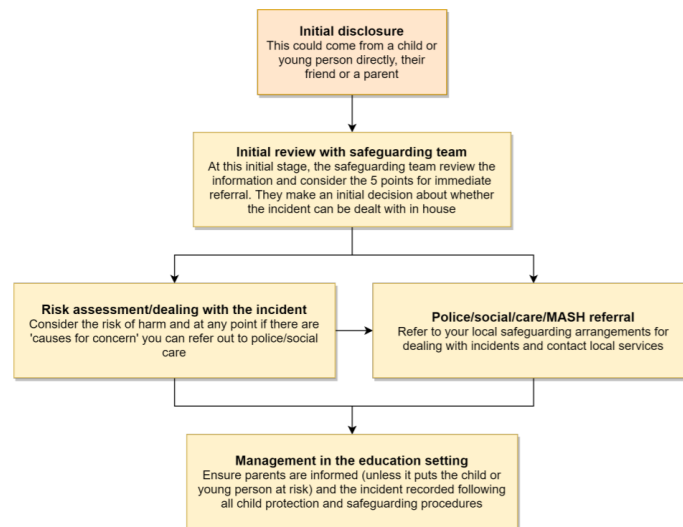 Initial disclosure
This could come from a child or
young person directly, their
friend or a parent
Initial review with safeguarding team
At this initial stage, the safeguarding team review the
information and consider the 5 points for immediate
referral. They make an initial decision about whether
the incident can be dealt with in house
Risk assessment/dealing with the incident
Consider the risk of harm and at any point if there are
'causes for concern' you can refer out to police/social
care
Police/social/care/MASH referral
Refer to your local safeguarding arrangements for
dealing with incidents and contact local services
Management in the education setting
Ensure parents are informed (unless it puts the child or
young person at risk) and the incident recorded following
all child protection and safeguarding procedures